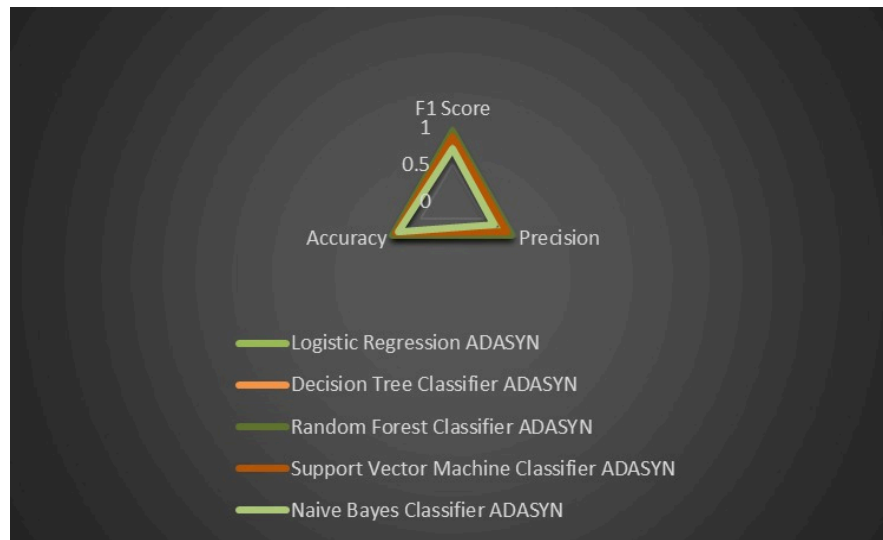 F1 Score
1
0.5
0
Accuracy
Precision
Logistic Regression ADASYN
Decision Tree Classifier ADASYN
Random Forest Classifier ADASYN
Support Vector Machine Classifier ADASYN
Naive Bayes Classifier ADASYN